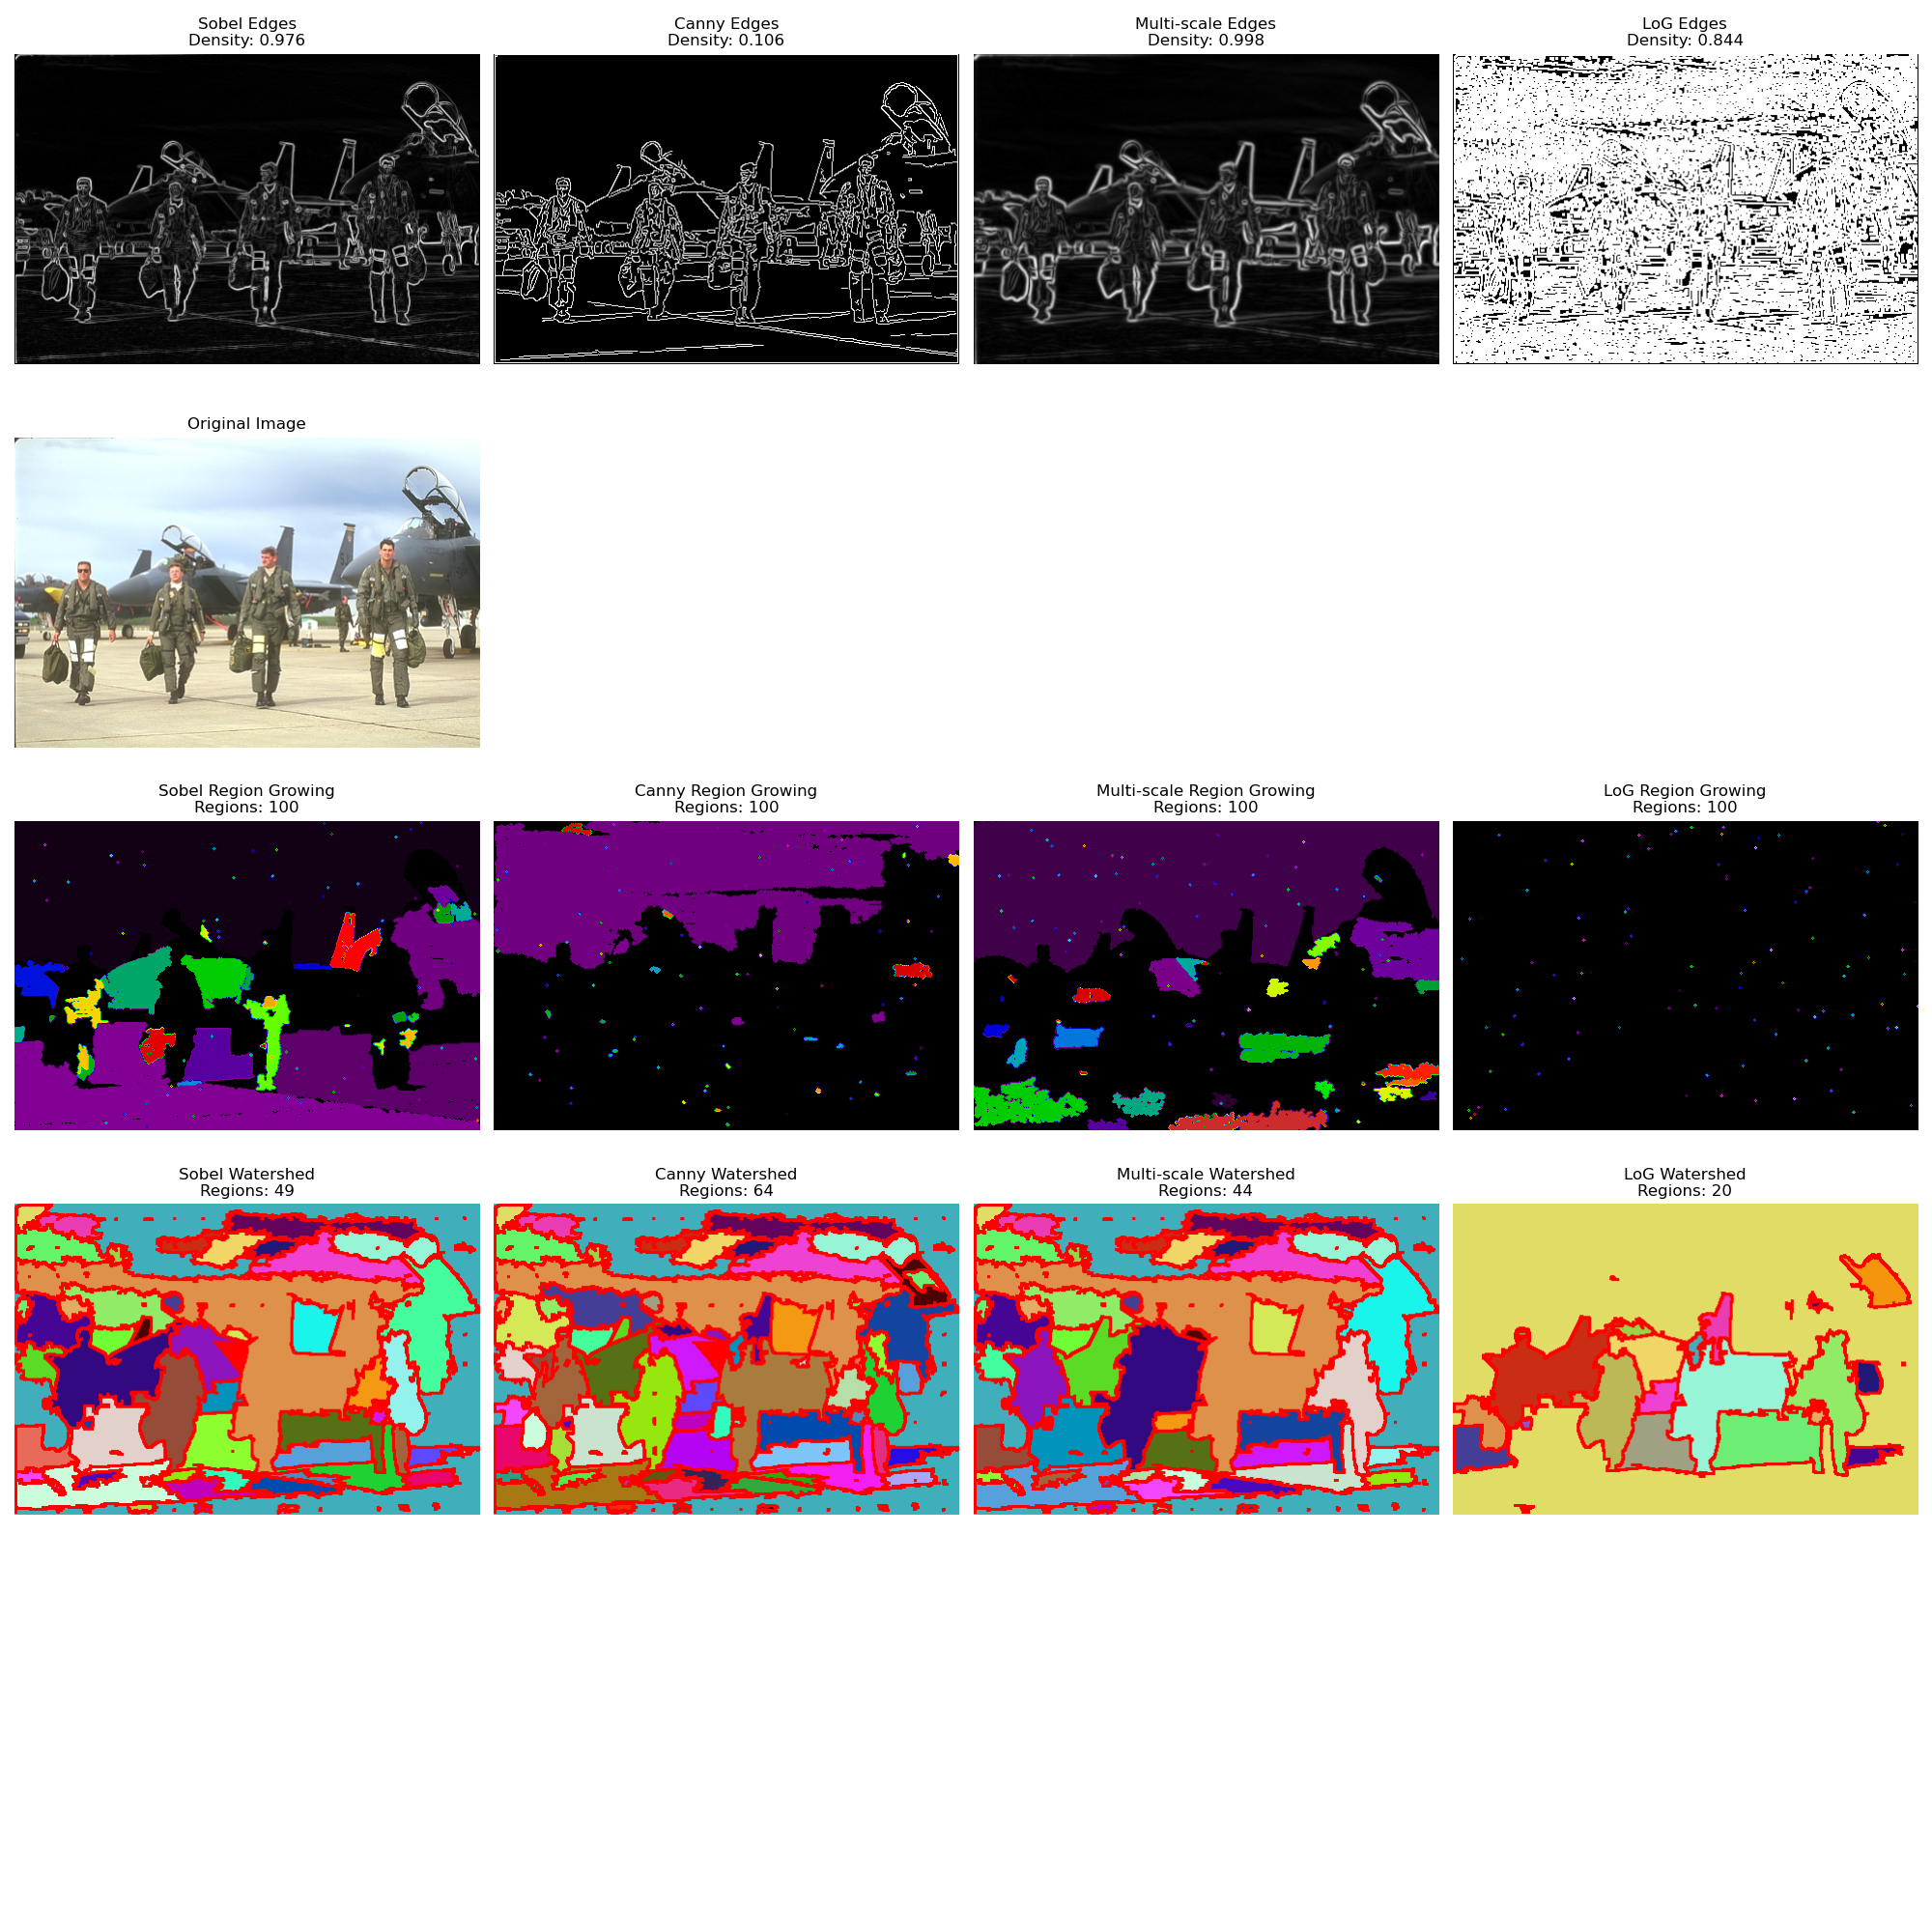 Sobel Edges
Density: 0.976
Canny Edges
Density: 0.106
Multi-scale Edges
Density: 0.998
LoG Edges
Density: 0.844
Original Image
Sobel Region Growing
Regions: 100
Canny Region Growing
Regions: 100
Multi-scale Region Growing
Regions: 100
LoG Region Growing
Regions: 100
Sobel Watershed
Regions: 49
Canny Watershed
Regions: 64
Multi-scale Watershed
Regions: 44
LoG Watershed
Regions: 20